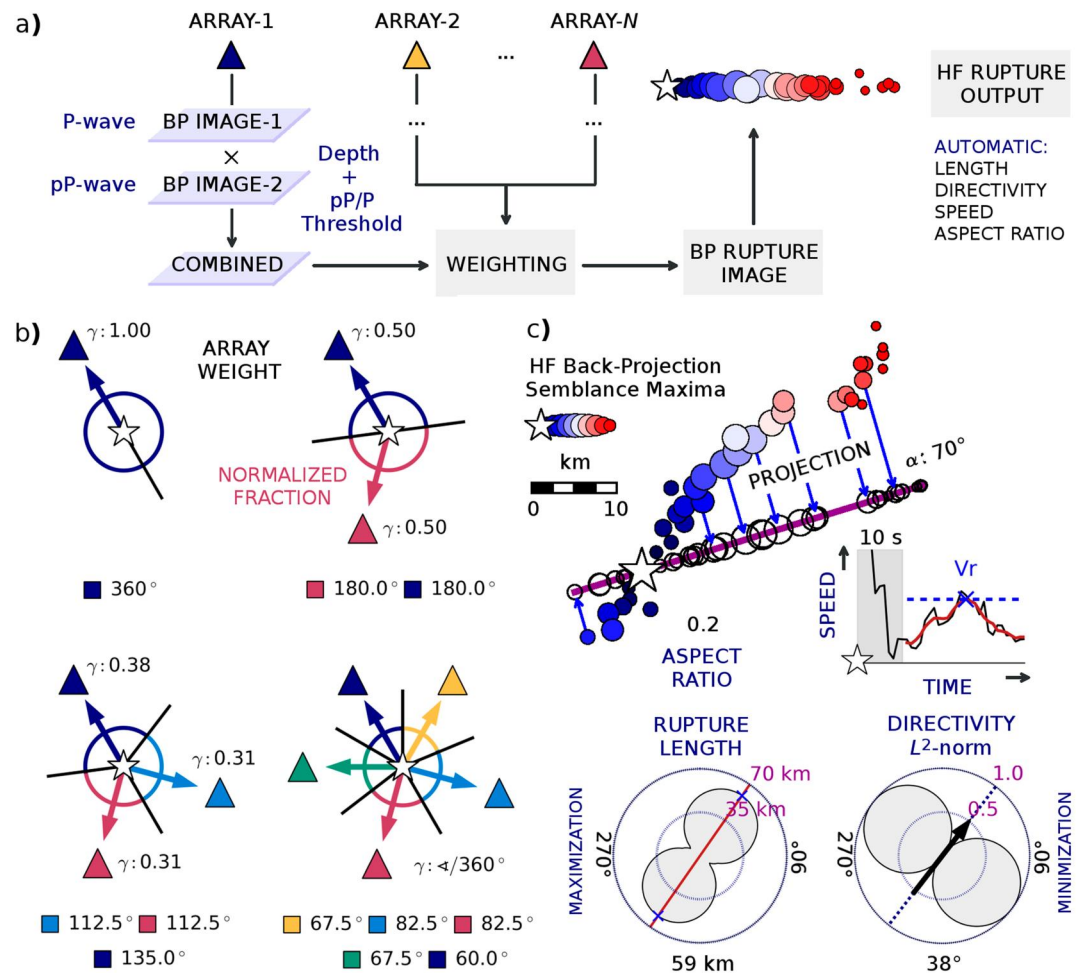 a)
ARRAY-1
ARRAY-2
...
ARRAY-N
P-wave
BP IMAGE-1
×
pP-wave
BP IMAGE-2
Depth
+
pP/P
Threshold
...
...
COMBINED
WEIGHTING
BP RUPTURE
IMAGE
HF RUPTURE
OUTPUT
AUTOMATIC:
LENGTH
DIRECTIVITY
SPEED
ASPECT RATIO
b)
γ: 1.00
ARRAY
WEIGHT
γ: 0.50
NORMALIZED
FRACTION
γ: 0.50
360°
180.0°
180.0°
γ: 0.38
γ: 0.31
γ: 0.31
γ: ∢/360°
112.5°
112.5°
135.0°
67.5°
82.5°
82.5°
67.5°
60.0°
c)
HF Back-Projection
Semblance Maxima
km
0
10
PROJECTION
α: 70°
10 s
Vr
SPEED
TIME
0.2
ASPECT
RATIO
RUPTURE
LENGTH
70 km
35 km
MAXIMIZATION
270°
90°
59 km
DIRECTIVITY
L²-norm
1.0
0.5
270°
90°
MINIMIZATION
38°